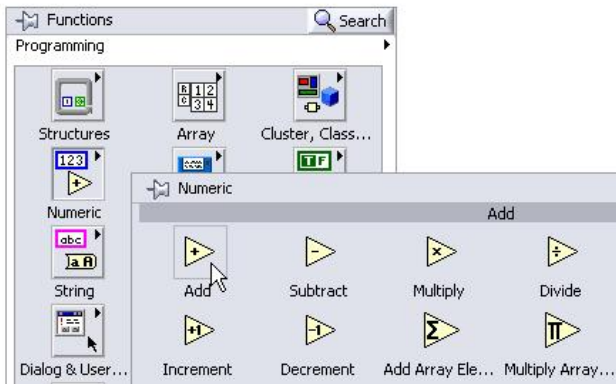 Functions
Search
Programming
Structures
Array
Cluster, Class...
Numeric
String
Dialog & User...
Numeric
Add
Add
Subtract
Multiply
Divide
Increment
Decrement
Add Array Ele...
Multiply Array...